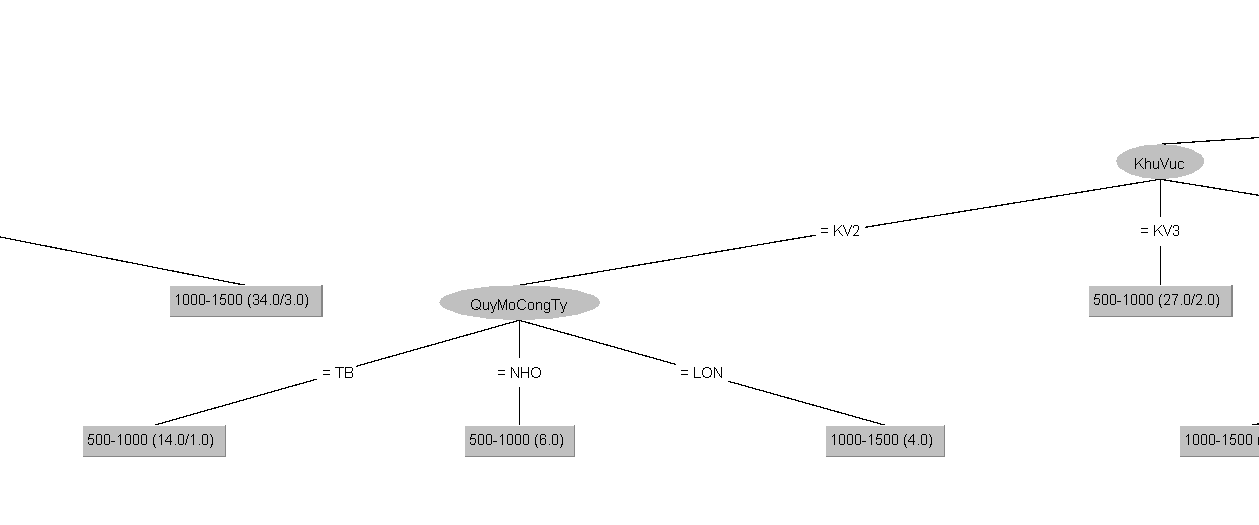 KhuVuc
= KV2
= KV3
1000-1500 (34.0/3.0)
QuyMoCongTy
500-1000 (27.0/2.0)
= TB
= NHO
= LON
500-1000 (14.0/1.0)
500-1000 (6.0)
1000-1500 (4.0)
1000-1500 (